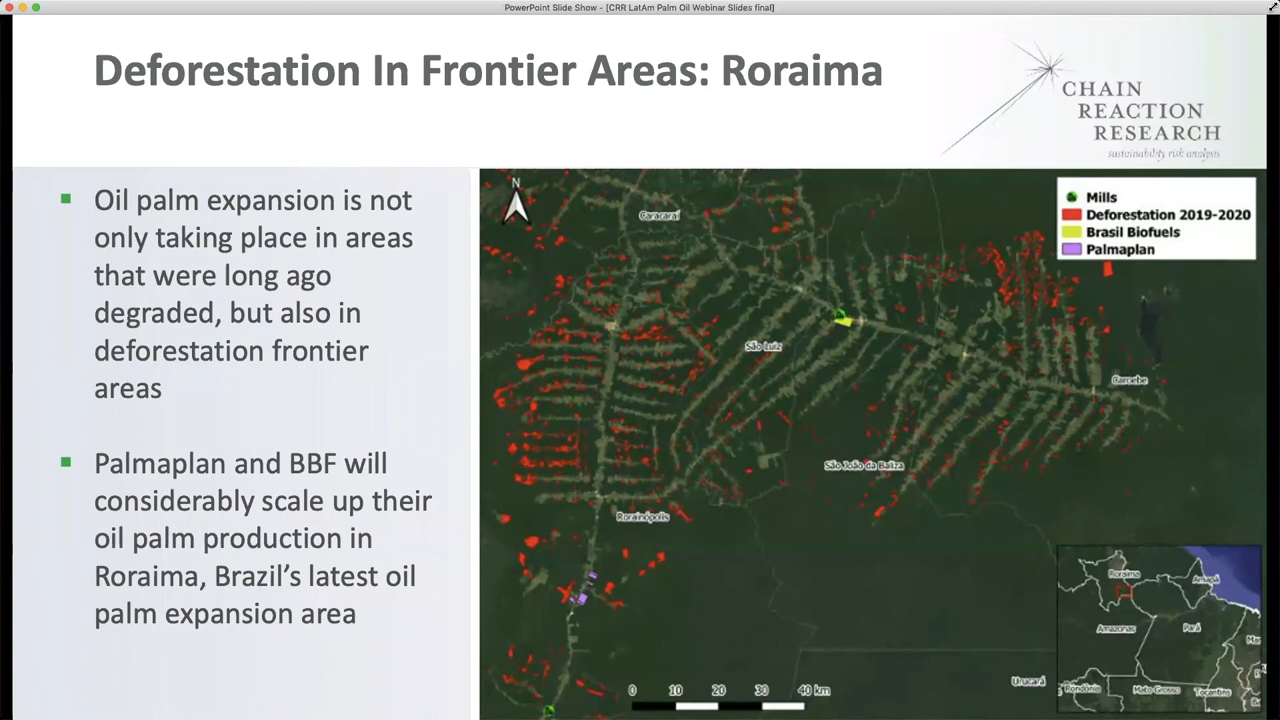 PowerPoint Slide Show - [CRR LatAm Palm Oil Webinar Slides final]
Deforestation In Frontier Areas: Roraima
CHAIN
REACTION
RESEARCH
sustainability risk analysis
Oil palm expansion is not
only taking place in areas
that were long ago
degraded, but also in
deforestation frontier
areas
Palmaplan and BBF will
considerably scale up their
oil palm production in
Roraima, Brazil's latest oil
palm expansion area
N
Caracaraí
Mills
Deforestation 2019-2020
Brasil Biofuels
Palmaplan
São Luiz
Caroebe
São João da Baliza
Rorainópolis
Urucará
0 10 20 30 40 km
Roraima
Amapá
Amazonas
Pará
Ma
Rondônia
Mato Grosso
Tocantins
Ba